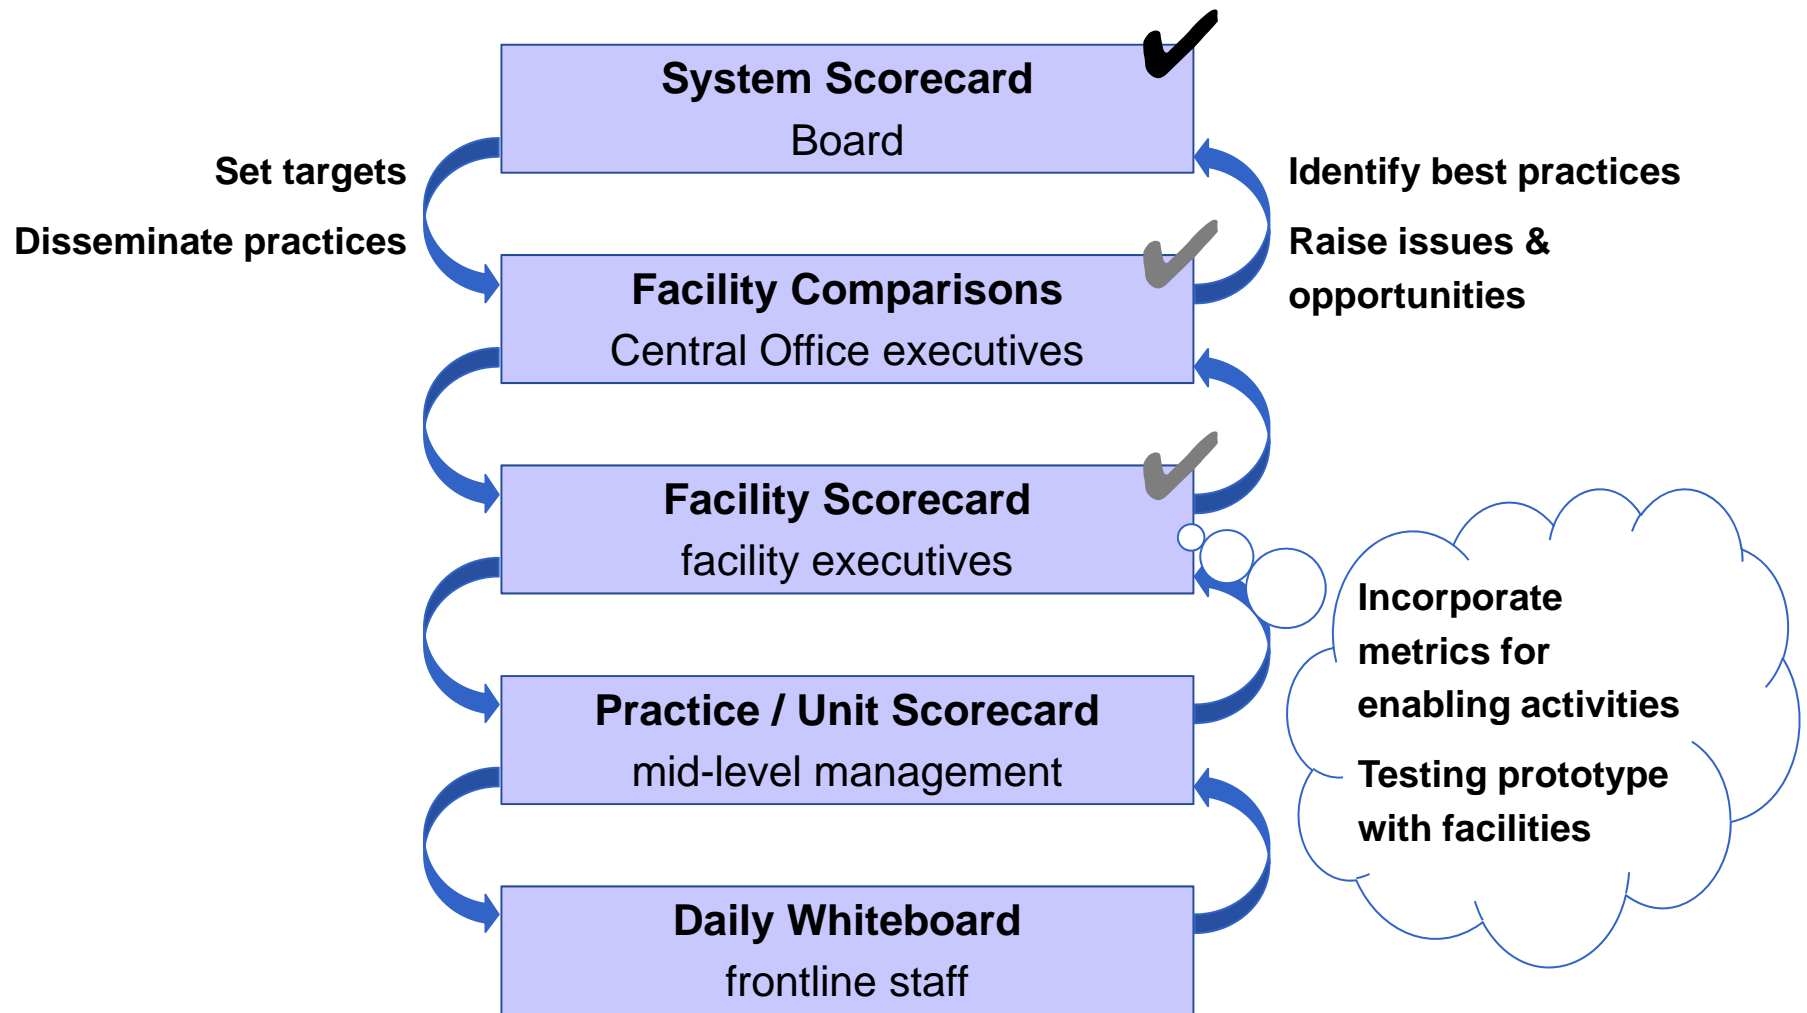 System Scorecard
Board
Set targets
Disseminate practices
Identify best practices
Raise issues &
opportunities
Facility Comparisons
Central Office executives
Facility Scorecard
facility executives
Incorporate
metrics for
enabling activities
Testing prototype
with facilities
Practice / Unit Scorecard
mid-level management
Daily Whiteboard
frontline staff